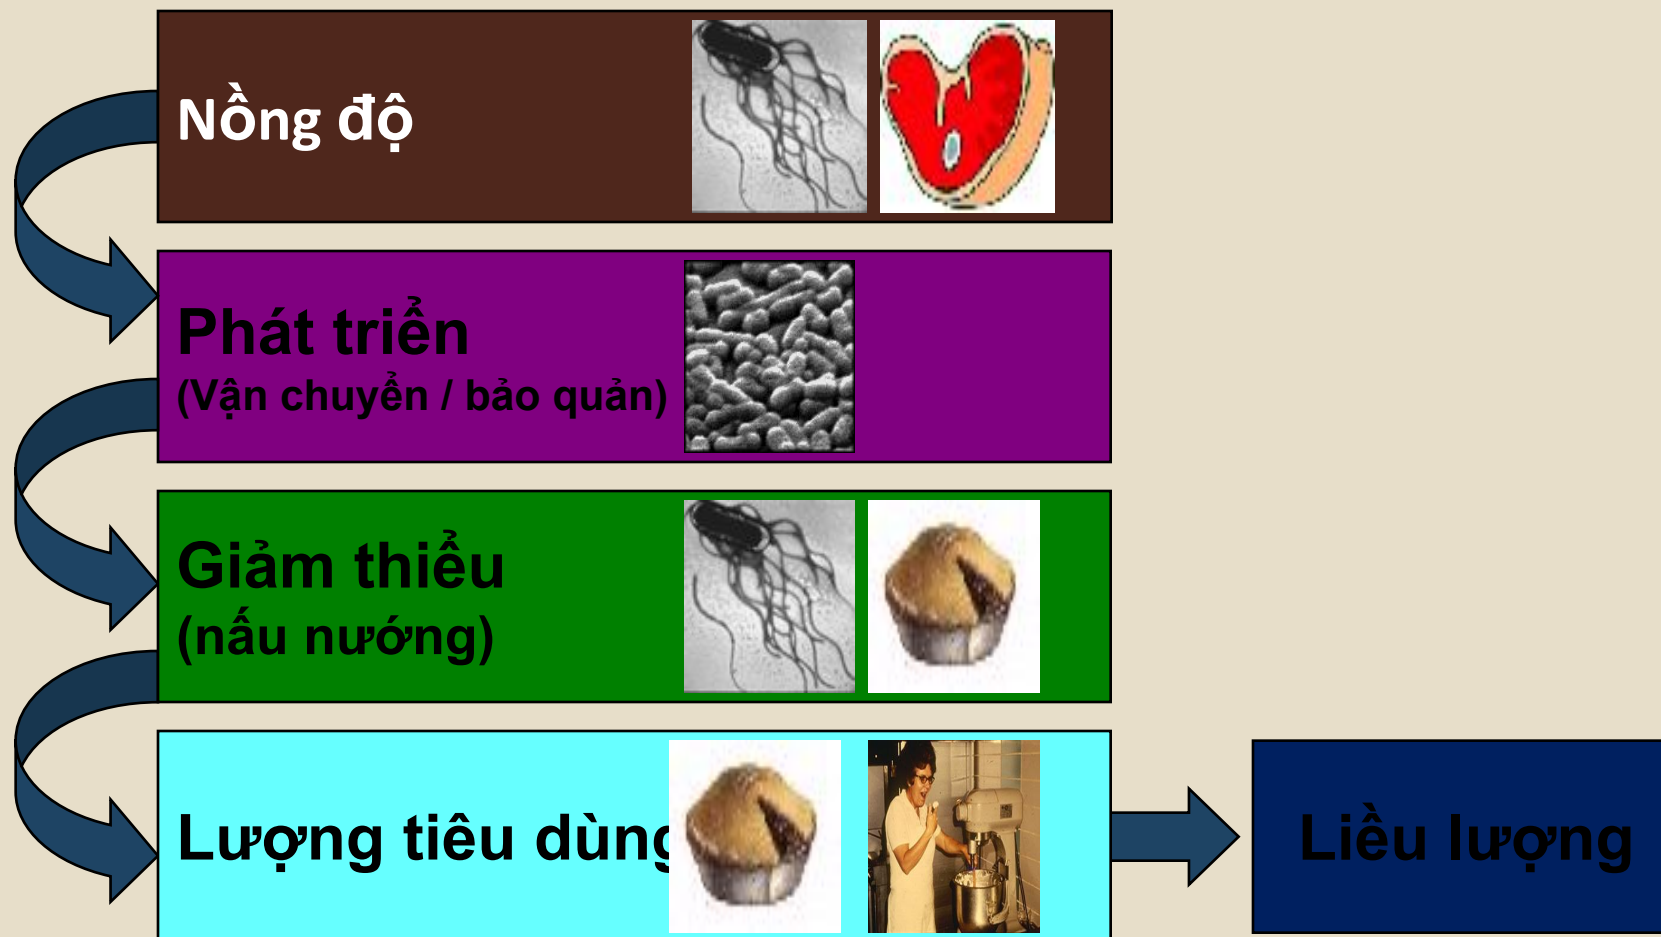 Nồng độ
Phát triển
(Vận chuyển / bảo quản)
Giảm thiểu
(nấu nướng)
Lượng tiêu dùng
Liều lượng